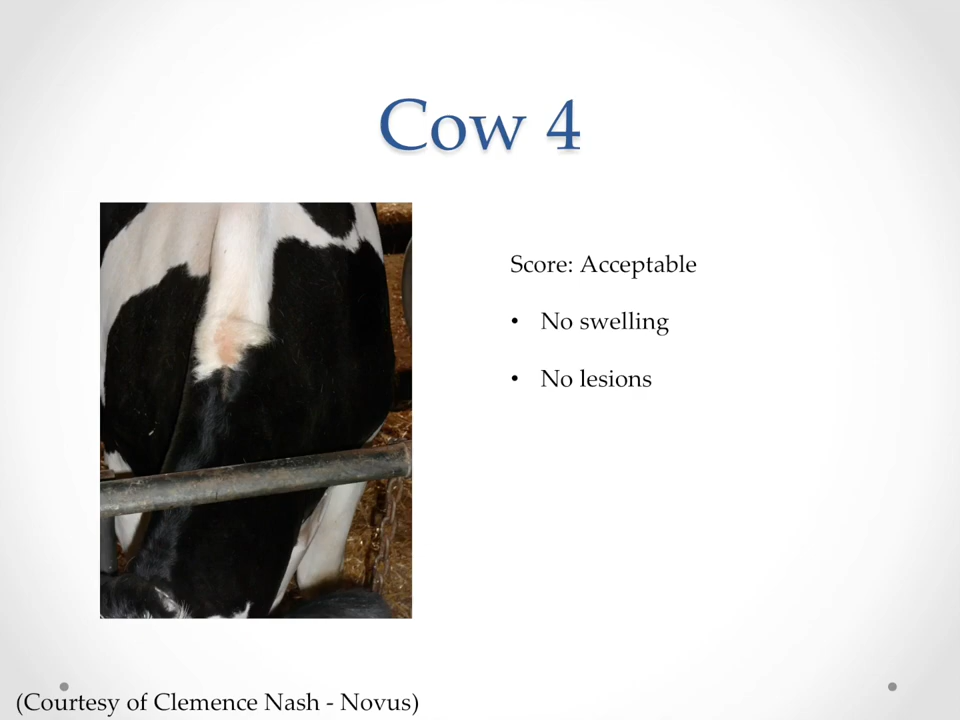 Cow 4
Score: Acceptable
• No swelling
• No lesions
(Courtesy of Clemence Nash - Novus)